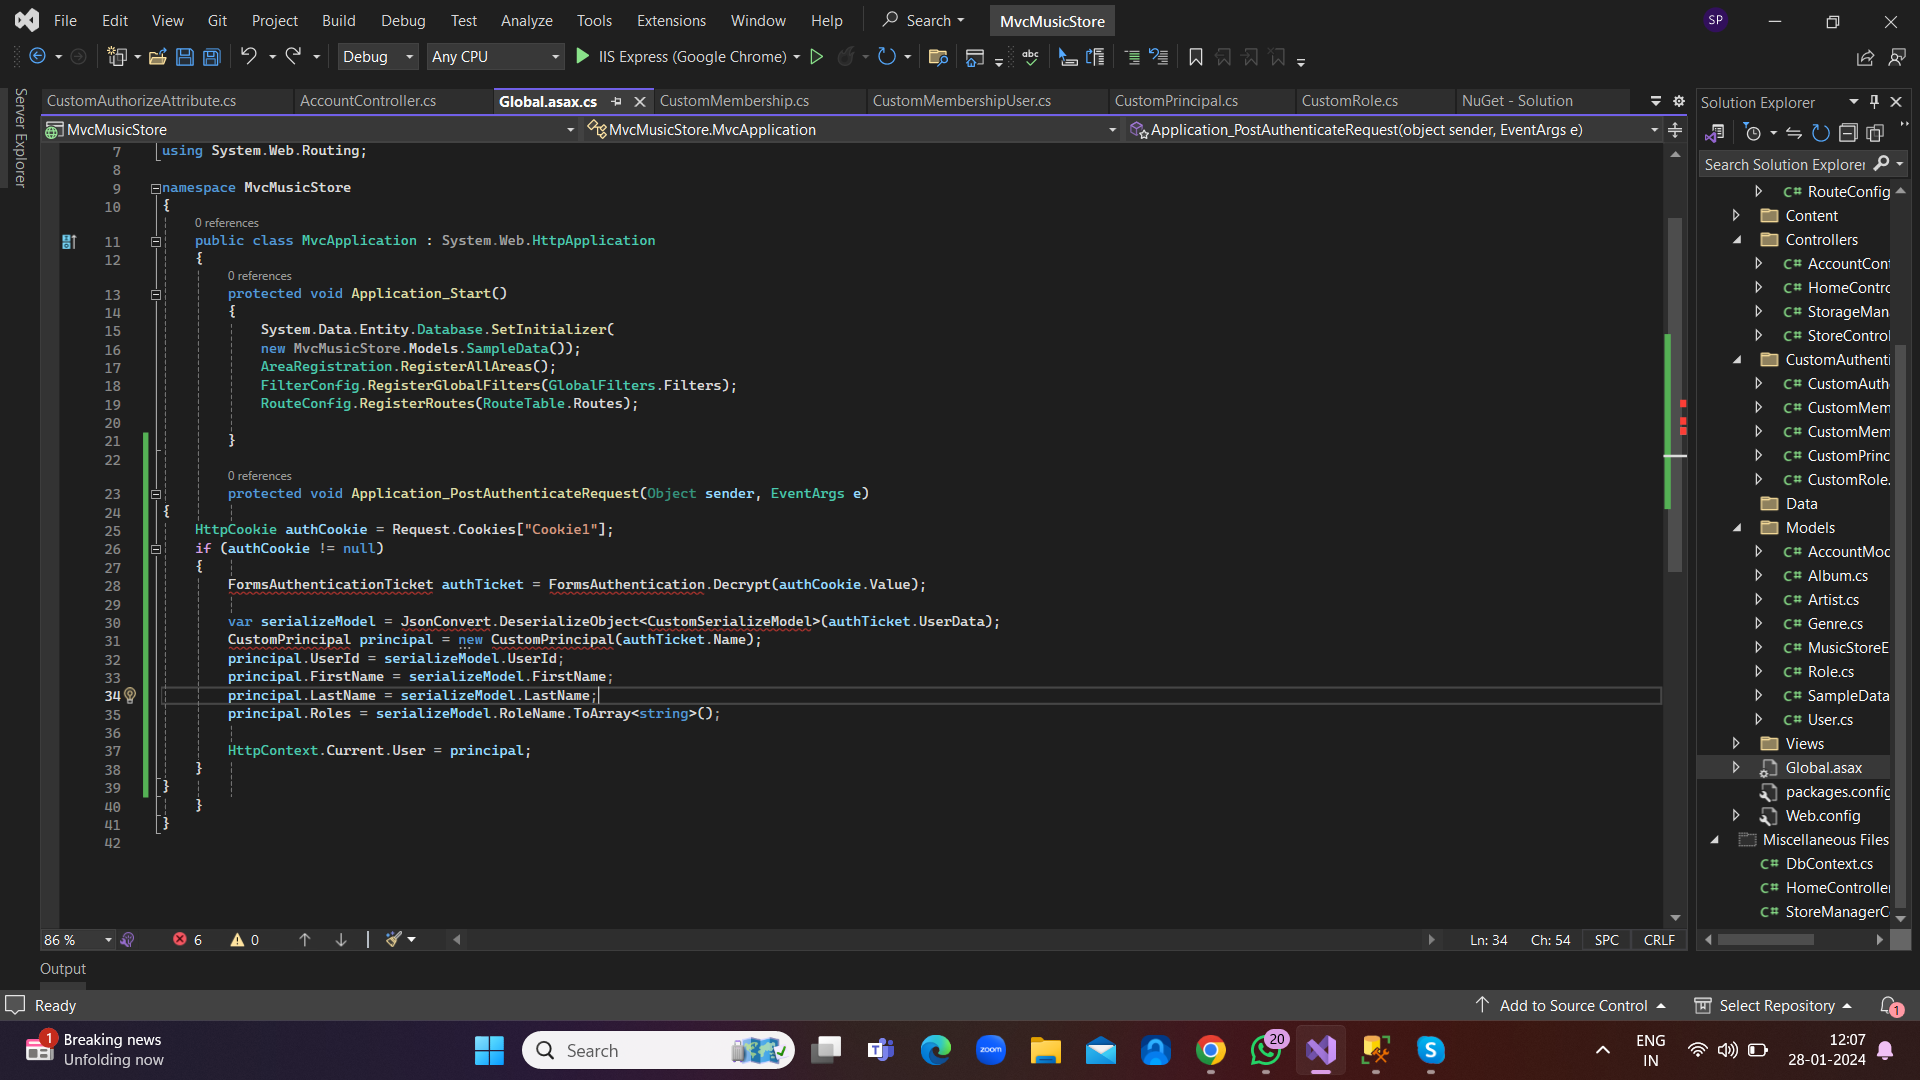 File Edit View Git Project Build Debug Test Analyze Tools Extensions Window Help Search MvcMusicStore SP
Debug Any CPU IIS Express (Google Chrome)
Server Explorer
CustomAuthorizeAttribute.cs AccountController.cs Global.asax.cs CustomMembership.cs CustomMembershipUser.cs CustomPrincipal.cs CustomRole.cs NuGet - Solution
MvcMusicStore MvcMusicStore.MvcApplication Application_PostAuthenticateRequest(object sender, EventArgs e)
7 using System.Web.Routing;
8
9 namespace MvcMusicStore
10 {
0 references
11 public class MvcApplication : System.Web.HttpApplication
12 {
0 references
13 protected void Application_Start()
14 {
15 System.Data.Entity.Database.SetInitializer(
16 new MvcMusicStore.Models.SampleData());
17 AreaRegistration.RegisterAllAreas();
18 FilterConfig.RegisterGlobalFilters(GlobalFilters.Filters);
19 RouteConfig.RegisterRoutes(RouteTable.Routes);
20
21 }
22
0 references
23 protected void Application_PostAuthenticateRequest(Object sender, EventArgs e)
24 {
25 HttpCookie authCookie = Request.Cookies["Cookie1"];
26 if (authCookie != null)
27 {
28 FormsAuthenticationTicket authTicket = FormsAuthentication.Decrypt(authCookie.Value);
29
30 var serializeModel = JsonConvert.DeserializeObject<CustomSerializeModel>(authTicket.UserData);
31 CustomPrincipal principal = new CustomPrincipal(authTicket.Name);
32 principal.UserId = serializeModel.UserId;
33 principal.FirstName = serializeModel.FirstName;
34 principal.LastName = serializeModel.LastName;
35 principal.Roles = serializeModel.RoleName.ToArray<string>();
36
37 HttpContext.Current.User = principal;
38 }
39 }
40 }
41 }
42
86 % 6 0 Ln: 34 Ch: 54 SPC CRLF
Solution Explorer
Search Solution Explorer
C# RouteConfig
Content
Controllers
C# AccountCont
C# HomeContro
C# StorageMan
C# StoreControl
CustomAuthenti
C# CustomAuth
C# CustomMem
C# CustomMem
C# CustomPrinc
C# CustomRole.
Data
Models
C# AccountMod
C# Album.cs
C# Artist.cs
C# Genre.cs
C# MusicStoreE
C# Role.cs
C# SampleData
C# User.cs
Views
Global.asax
packages.config
Web.config
Miscellaneous Files
C# DbContext.cs
C# HomeController
C# StoreManagerC
Output
Ready Add to Source Control Select Repository 1
1 Breaking news
Unfolding now
Search
zoom
20
ENG
IN
12:07
28-01-2024